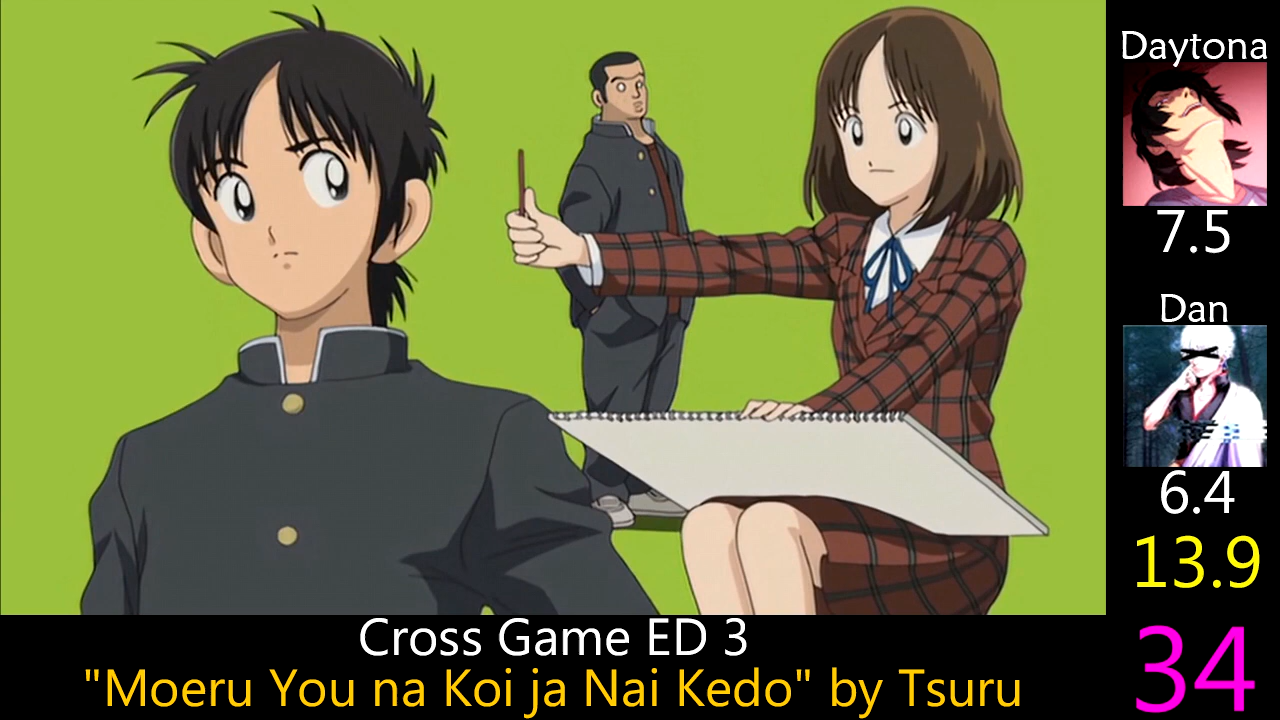 Daytona
7.5
Dan
6.4
13.9
34
Cross Game ED 3
"Moeru You na Koi ja Nai Kedo" by Tsuru